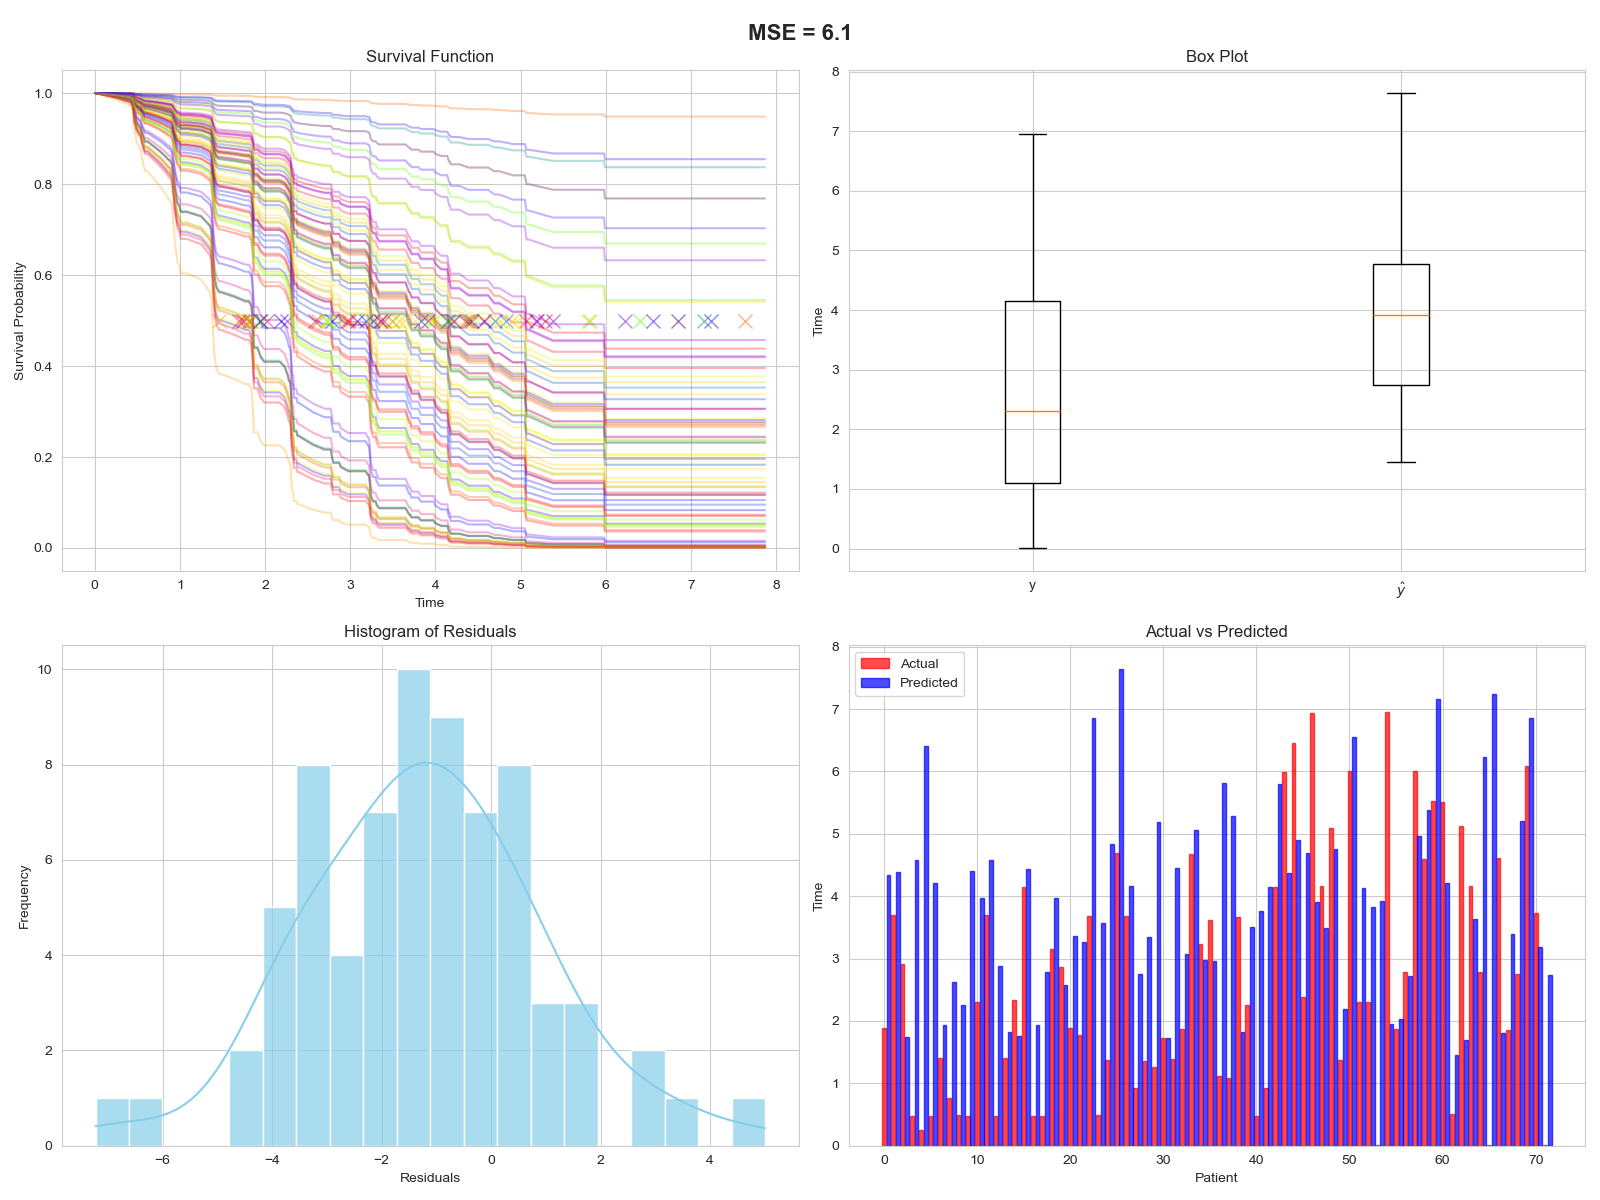 MSE = 6.1
Survival Function
Survival Probability
1.0
0.8
0.6
0.4
0.2
0.0
0 1 2 3 4 5 6 7 8
Time
Box Plot
Time
8
7
6
5
4
3
2
1
0
y ŷ
Histogram of Residuals
Frequency
10
8
6
4
2
0
−6 −4 −2 0 2 4
Residuals
Actual vs Predicted
Actual
Predicted
Time
8
7
6
5
4
3
2
1
0
0 10 20 30 40 50 60 70
Patient